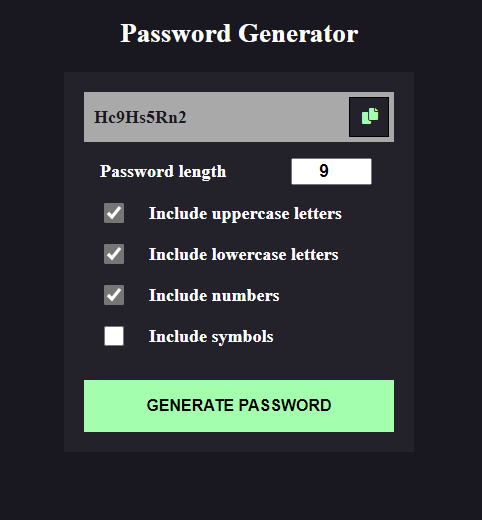 Password Generator
Hc9Hs5Rn2
Password length 9
Include uppercase letters
Include lowercase letters
Include numbers
Include symbols
GENERATE PASSWORD